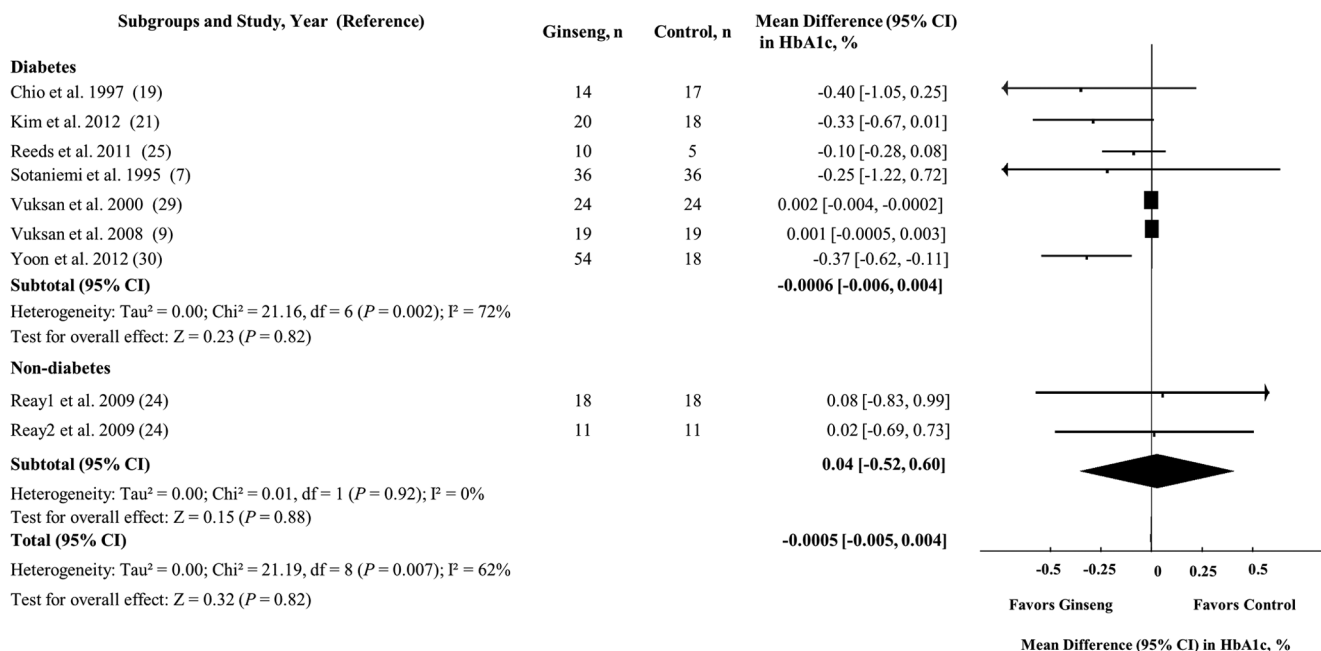 Subgroups and Study, Year (Reference) Ginseng, n Control, n Mean Difference (95% CI) in HbA1c, %
Diabetes
Chio et al. 1997 (19) 14 17 -0.40 [-1.05, 0.25]
Kim et al. 2012 (21) 20 18 -0.33 [-0.67, 0.01]
Reeds et al. 2011 (25) 10 5 -0.10 [-0.28, 0.08]
Sotaniemi et al. 1995 (7) 36 36 -0.25 [-1.22, 0.72]
Vuksan et al. 2000 (29) 24 24 0.002 [-0.004, -0.0002]
Vuksan et al. 2008 (9) 19 19 0.001 [-0.0005, 0.003]
Yoon et al. 2012 (30) 54 18 -0.37 [-0.62, -0.11]
Subtotal (95% CI) -0.0006 [-0.006, 0.004]
Heterogeneity: Tau² = 0.00; Chi² = 21.16, df = 6 (P = 0.002); I² = 72%
Test for overall effect: Z = 0.23 (P = 0.82)
Non-diabetes
Reay1 et al. 2009 (24) 18 18 0.08 [-0.83, 0.99]
Reay2 et al. 2009 (24) 11 11 0.02 [-0.69, 0.73]
Subtotal (95% CI) 0.04 [-0.52, 0.60]
Heterogeneity: Tau² = 0.00; Chi² = 0.01, df = 1 (P = 0.92); I² = 0%
Test for overall effect: Z = 0.15 (P = 0.88)
Total (95% CI) -0.0005 [-0.005, 0.004]
Heterogeneity: Tau² = 0.00; Chi² = 21.19, df = 8 (P = 0.007); I² = 62%
Test for overall effect: Z = 0.32 (P = 0.82)
-0.5 -0.25 0 0.25 0.5
Favors Ginseng Favors Control
Mean Difference (95% CI) in HbA1c, %